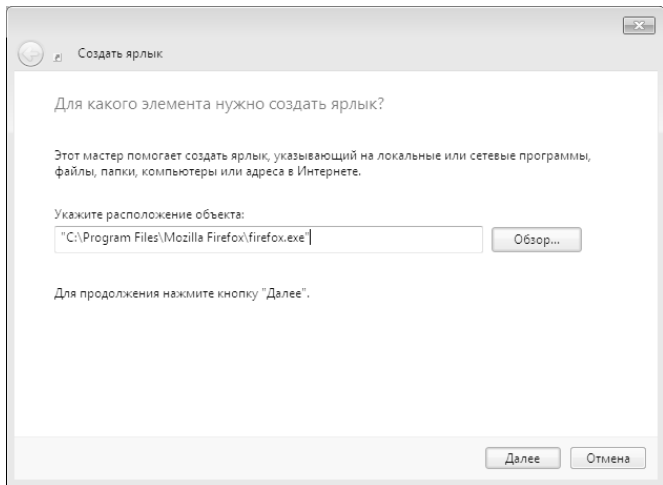 Создать ярлык
Для какого элемента нужно создать ярлык?
Этот мастер помогает создать ярлык, указывающий на локальные или сетевые программы,
файлы, папки, компьютеры или адреса в Интернете.
Укажите расположение объекта:
"C:\Program Files\Mozilla Firefox\firefox.exe"
Обзор...
Для продолжения нажмите кнопку "Далее".
Далее
Отмена